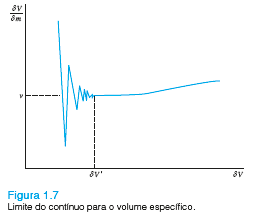 δV
δm
v
δV'
δV
Figura 1.7
Limite do contínuo para o volume específico.